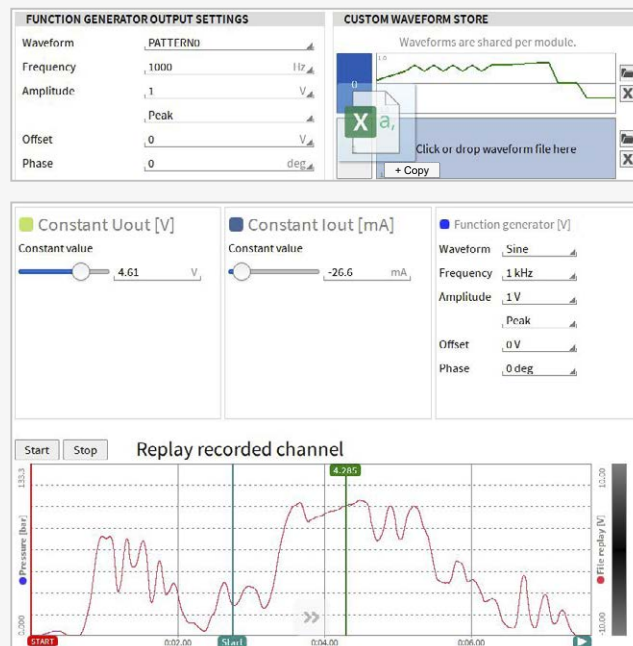 FUNCTION GENERATOR OUTPUT SETTINGS
Waveform PATTERN0
Frequency 1000 Hz
Amplitude 1 V
Peak
Offset 0 V
Phase 0 deg
CUSTOM WAVEFORM STORE
Waveforms are shared per module.
1.0
0
X a,
Click or drop waveform file here
+ Copy
X
X
Constant Uout [V]
Constant value
4.61 V
Constant Iout [mA]
Constant value
-26.6 mA
Function generator [V]
Waveform Sine
Frequency 1 kHz
Amplitude 1 V
Peak
Offset 0 V
Phase 0 deg
Start Stop Replay recorded channel
4.285
133.3
Pressure [bar]
0.000
10.00
File replay [V]
-10.00
START 0:02.00 Start 0:04.00 0:06.00